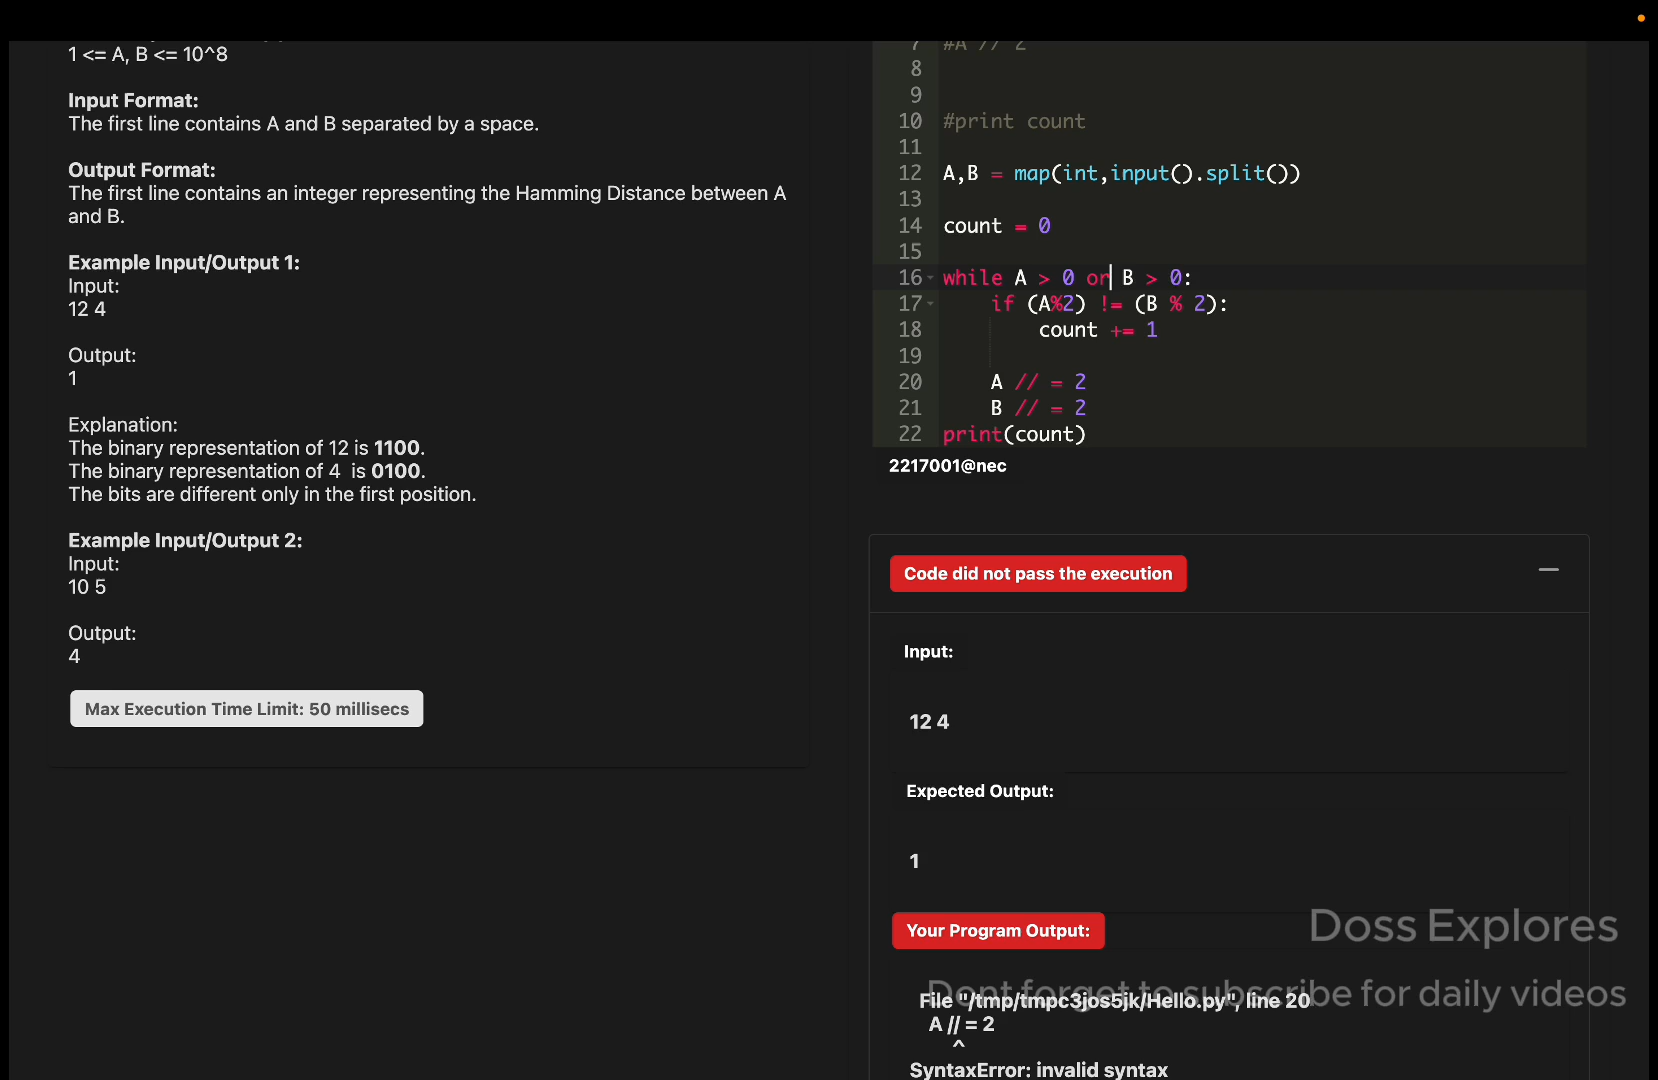 1 <= A, B <= 10^8
Input Format:
The first line contains A and B separated by a space.
Output Format:
The first line contains an integer representing the Hamming Distance between A
and B.
Example Input/Output 1:
Input:
12 4
Output:
1
Explanation:
The binary representation of 12 is 1100.
The binary representation of 4  is 0100.
The bits are different only in the first position.
Example Input/Output 2:
Input:
10 5
Output:
4
Max Execution Time Limit: 50 millisecs
7 #A // 2
8
9
10 #print count
11
12 A,B = map(int,input().split())
13
14 count = 0
15
16 while A > 0 or B > 0:
17     if (A%2) != (B % 2):
18         count += 1
19
20     A // = 2
21     B // = 2
22 print(count)
2217001@nec
Code did not pass the execution
Input:
12 4
Expected Output:
1
Your Program Output:
File "/tmp/tmpc3jos5jk/Hello.py", line 20
A // = 2
^
SyntaxError: invalid syntax
Doss Explores
Dont forget to subscribe for daily videos